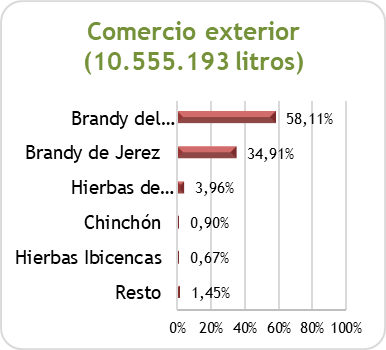 Comercio exterior
(10.555.193 litros)
Brandy del... 58,11%
Brandy de Jerez 34,91%
Hierbas de... 3,96%
Chinchón 0,90%
Hierbas Ibicencas 0,67%
Resto 1,45%
0% 20% 40% 60% 80% 100%